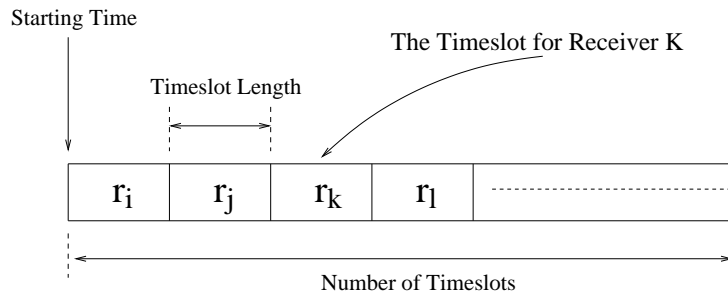 Starting Time
The Timeslot for Receiver K
Timeslot Length
r_i r_j r_k r_l
Number of Timeslots